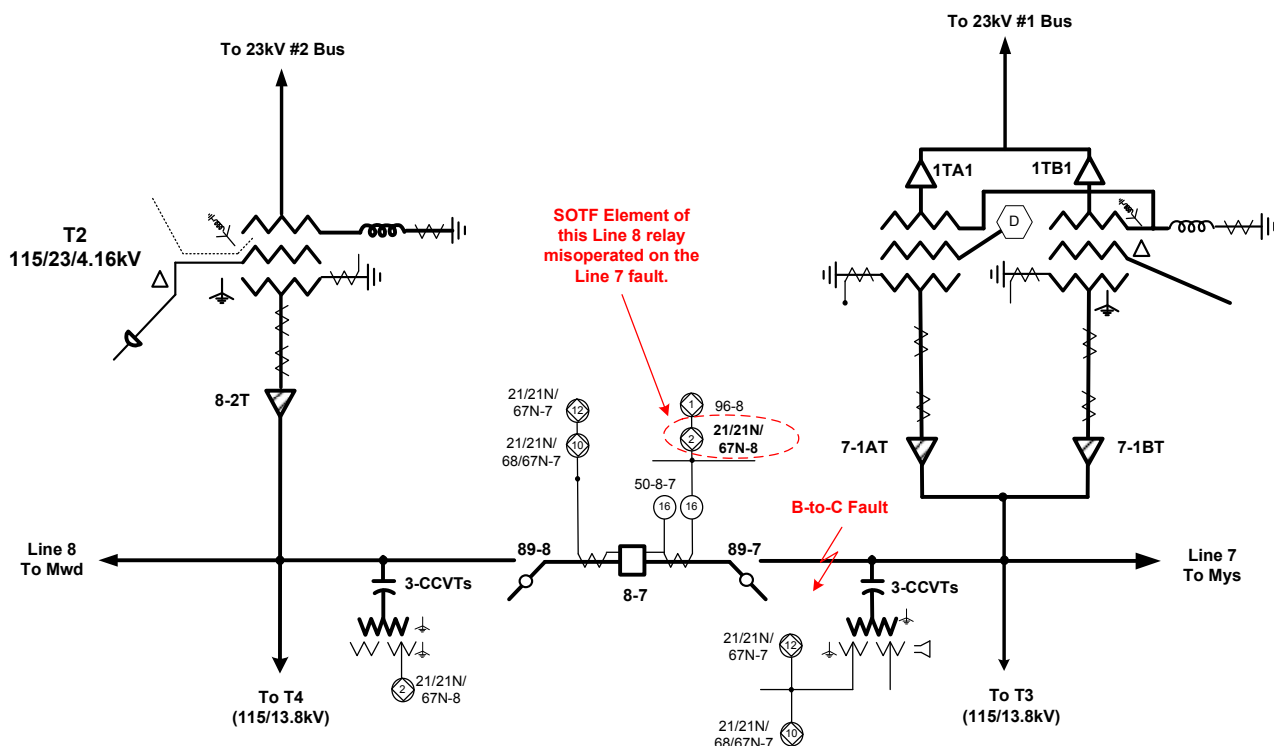 To 23kV #2 Bus
To 23kV #1 Bus
1TA1
1TB1
D
T2
115/23/4.16kV
SOTF Element of
this Line 8 relay
misoperated on the
Line 7 fault.
8-2T
21/21N/
67N-7
12
21/21N/
68/67N-7
10
1
96-8
2
21/21N/
67N-8
50-8-7
16
16
7-1AT
7-1BT
B-to-C Fault
Line 8
To Mwd
89-8
8-7
89-7
Line 7
To Mys
3-CCVTs
3-CCVTs
2
21/21N/
67N-8
21/21N/
67N-7
12
21/21N/
68/67N-7
10
To T4
(115/13.8kV)
To T3
(115/13.8kV)